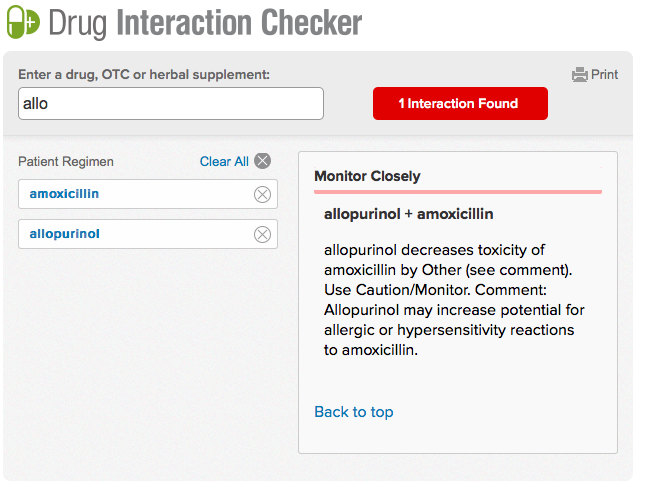 Drug Interaction Checker
Enter a drug, OTC or herbal supplement:
Print
allo
1 Interaction Found
Patient Regimen
Clear All
amoxicillin
allopurinol
Monitor Closely
allopurinol + amoxicillin
allopurinol decreases toxicity of
amoxicillin by Other (see comment).
Use Caution/Monitor. Comment:
Allopurinol may increase potential for
allergic or hypersensitivity reactions
to amoxicillin.
Back to top